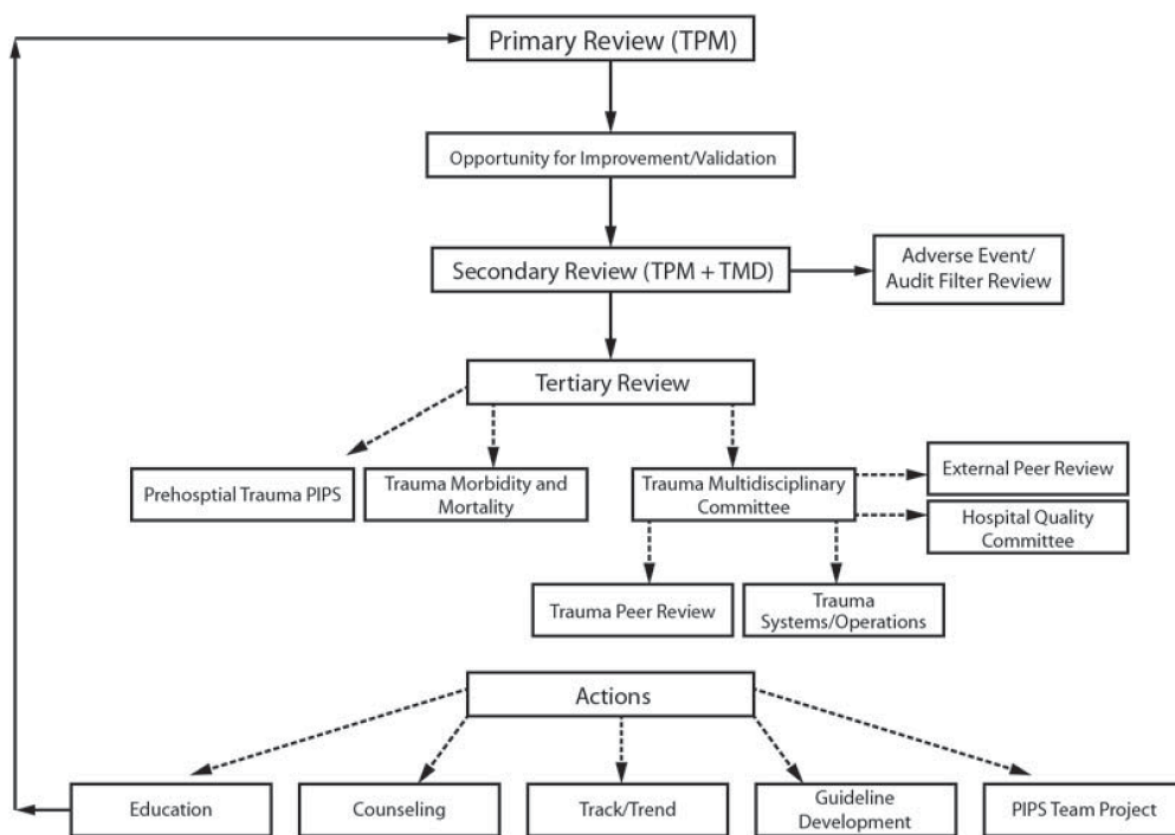 Primary Review (TPM)
Opportunity for Improvement/Validation
Secondary Review (TPM + TMD)
Adverse Event/
Audit Filter Review
Tertiary Review
Prehosptial Trauma PIPS
Trauma Morbidity and
Mortality
Trauma Multidisciplinary
Committee
External Peer Review
Hospital Quality
Committee
Trauma Peer Review
Trauma
Systems/Operations
Actions
Education
Counseling
Track/Trend
Guideline
Development
PIPS Team Project